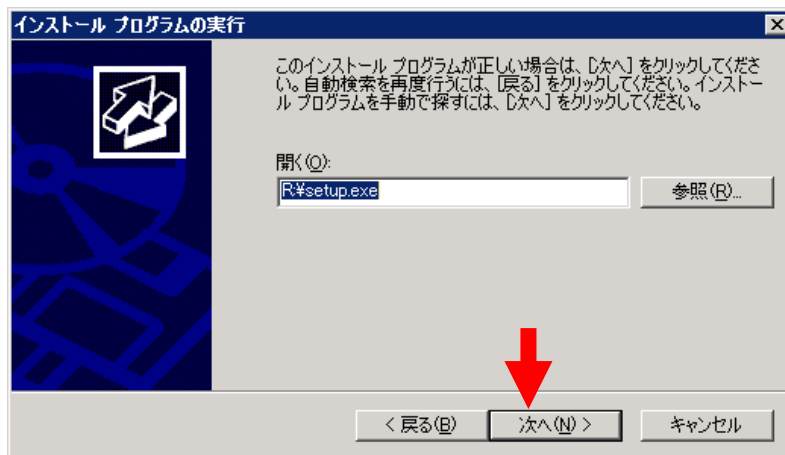 インストール プログラムの実行
このインストール プログラムが正しい場合は、[次へ] をクリックしてくださ
い。自動検索を再度行うには、[戻る] をクリックしてください。インストー
ル プログラムを手動で探すには、[次へ] をクリックしてください。
開く(O):
R:¥setup.exe
参照(R)...
< 戻る(B)
次へ(N) >
キャンセル